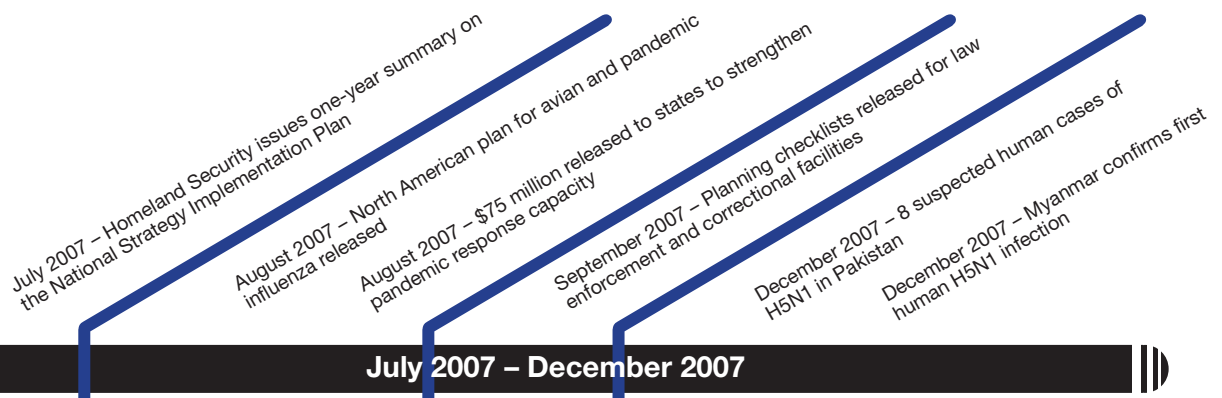 July 2007 – Homeland Security issues one-year summary on
the National Strategy Implementation Plan
August 2007 – North American plan for avian and pandemic
influenza released
August 2007 – $75 million released to states to strengthen
pandemic response capacity
September 2007 – Planning checklists released for law
enforcement and correctional facilities
December 2007 – 8 suspected human cases of
H5N1 in Pakistan
December 2007 – Myanmar confirms first
human H5N1 infection
July 2007 – December 2007